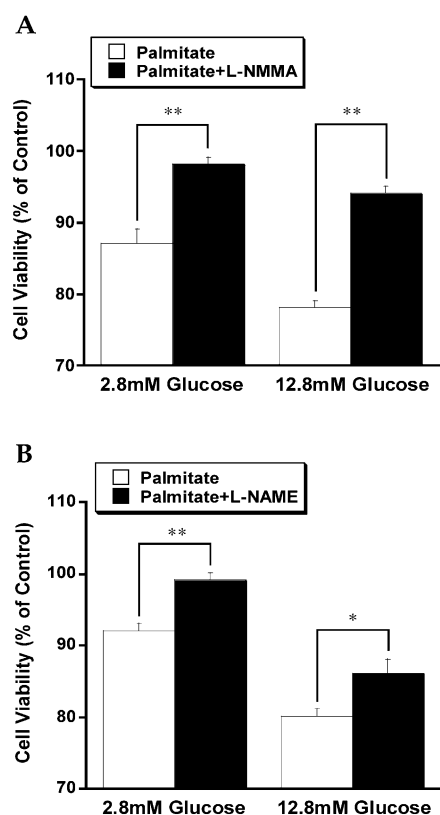 A
Palmitate
Palmitate+L-NMMA
110
100
90
80
70
Cell Viability (% of Control)
**
**
2.8mM Glucose
12.8mM Glucose
B
Palmitate
Palmitate+L-NAME
110
100
90
80
70
Cell Viability (% of Control)
**
*
2.8mM Glucose
12.8mM Glucose